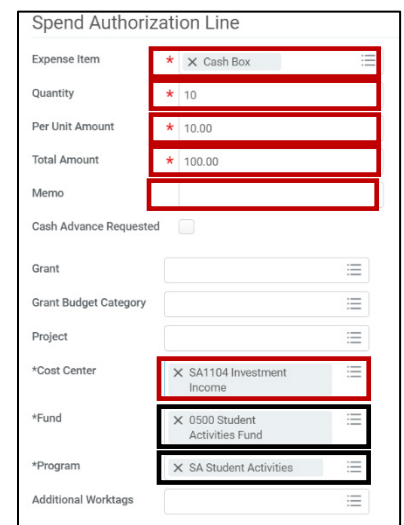 Spend Authorization Line
Expense Item * × Cash Box
Quantity * 10
Per Unit Amount * 10.00
Total Amount * 100.00
Memo
Cash Advance Requested
Grant
Grant Budget Category
Project
*Cost Center × SA1104 Investment
Income
*Fund × 0500 Student
Activities Fund
*Program × SA Student Activities
Additional Worktags